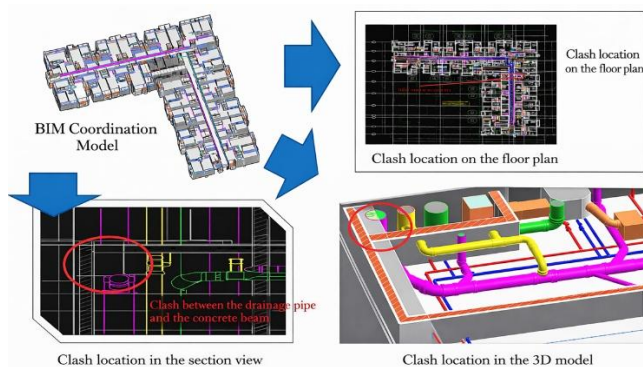 BIM Coordination
Model
Clash location
on the floor plan
Clash location on the floor plan
Clash between the drainage pipe
and the concrete beam
Clash location in the section view
Clash location in the 3D model